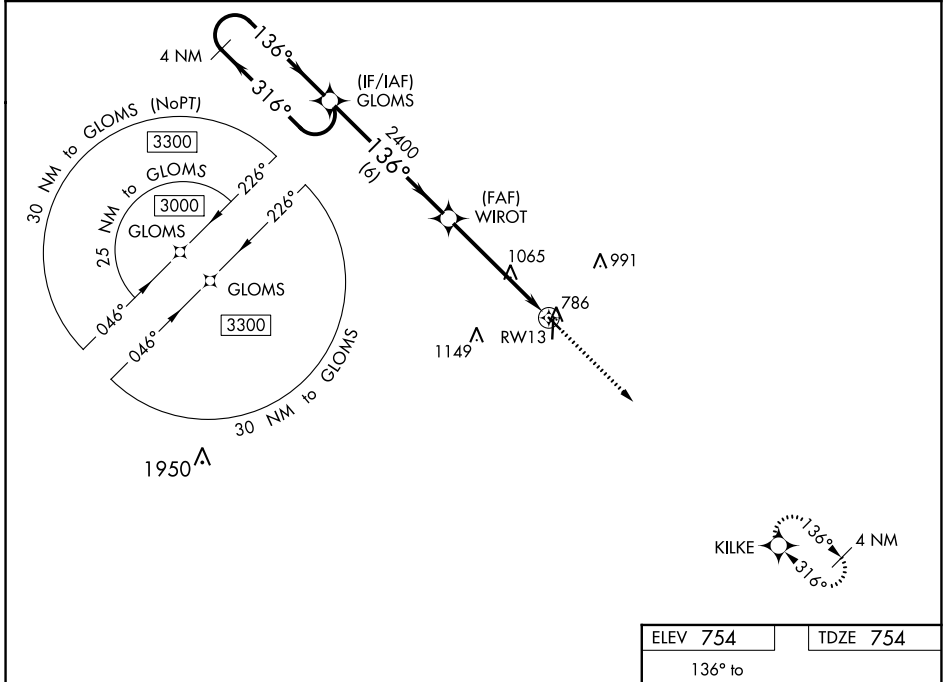 4 NM
136°
316°
(IF/IAF)
GLOMS
2400
136°
(6)
(FAF)
WIROT
30 NM to GLOMS (NoPT)
3300
25 NM to GLOMS
3000
GLOMS
226°
046°
226°
GLOMS
046°
3300
30 NM to GLOMS
1065
991
786
RW13
1149
1950
KILKE
136°
316°
4 NM
ELEV 754
TDZE 754
136° to